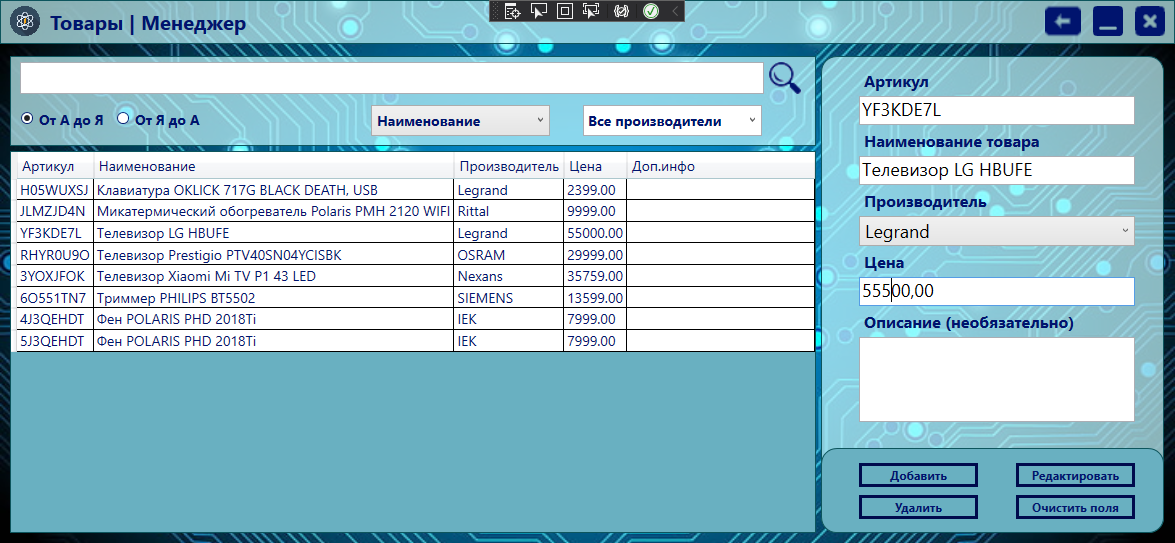 Товары | Менеджер
От А до Я От Я до А Наименование Все производители
Артикул Наименование Производитель Цена Доп.инфо
H05WUXSJ Клавиатура OKLICK 717G BLACK DEATH, USB Legrand 2399.00
JLMZJD4N Микатермический обогреватель Polaris PMH 2120 WIFI Rittal 9999.00
YF3KDE7L Телевизор LG HBUFE Legrand 55000.00
RHYR0U9O Телевизор Prestigio PTV40SN04YCISBK OSRAM 29999.00
3YOXJFOK Телевизор Xiaomi Mi TV P1 43 LED Nexans 35759.00
6O551TN7 Триммер PHILIPS BT5502 SIEMENS 13599.00
4J3QEHDT Фен POLARIS PHD 2018Ti IEK 7999.00
5J3QEHDT Фен POLARIS PHD 2018Ti IEK 7999.00
Артикул
YF3KDE7L
Наименование товара
Телевизор LG HBUFE
Производитель
Legrand
Цена
55500,00
Описание (необязательно)
Добавить Редактировать
Удалить Очистить поля